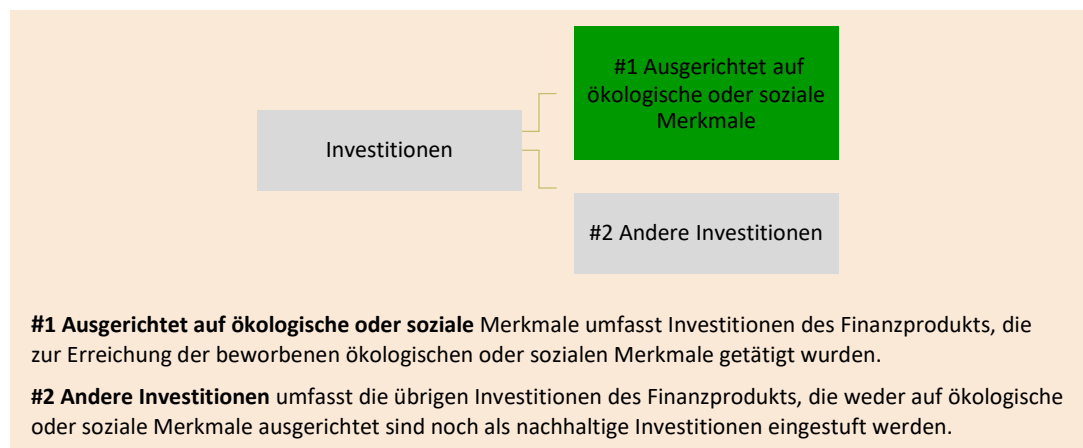 #1 Ausgerichtet auf
ökologische oder soziale
Merkmale
Investitionen
#2 Andere Investitionen
#1 Ausgerichtet auf ökologische oder soziale Merkmale umfasst Investitionen des Finanzprodukts, die
zur Erreichung der beworbenen ökologischen oder sozialen Merkmale getätigt wurden.
#2 Andere Investitionen umfasst die übrigen Investitionen des Finanzprodukts, die weder auf ökologische
oder soziale Merkmale ausgerichtet sind noch als nachhaltige Investitionen eingestuft werden.